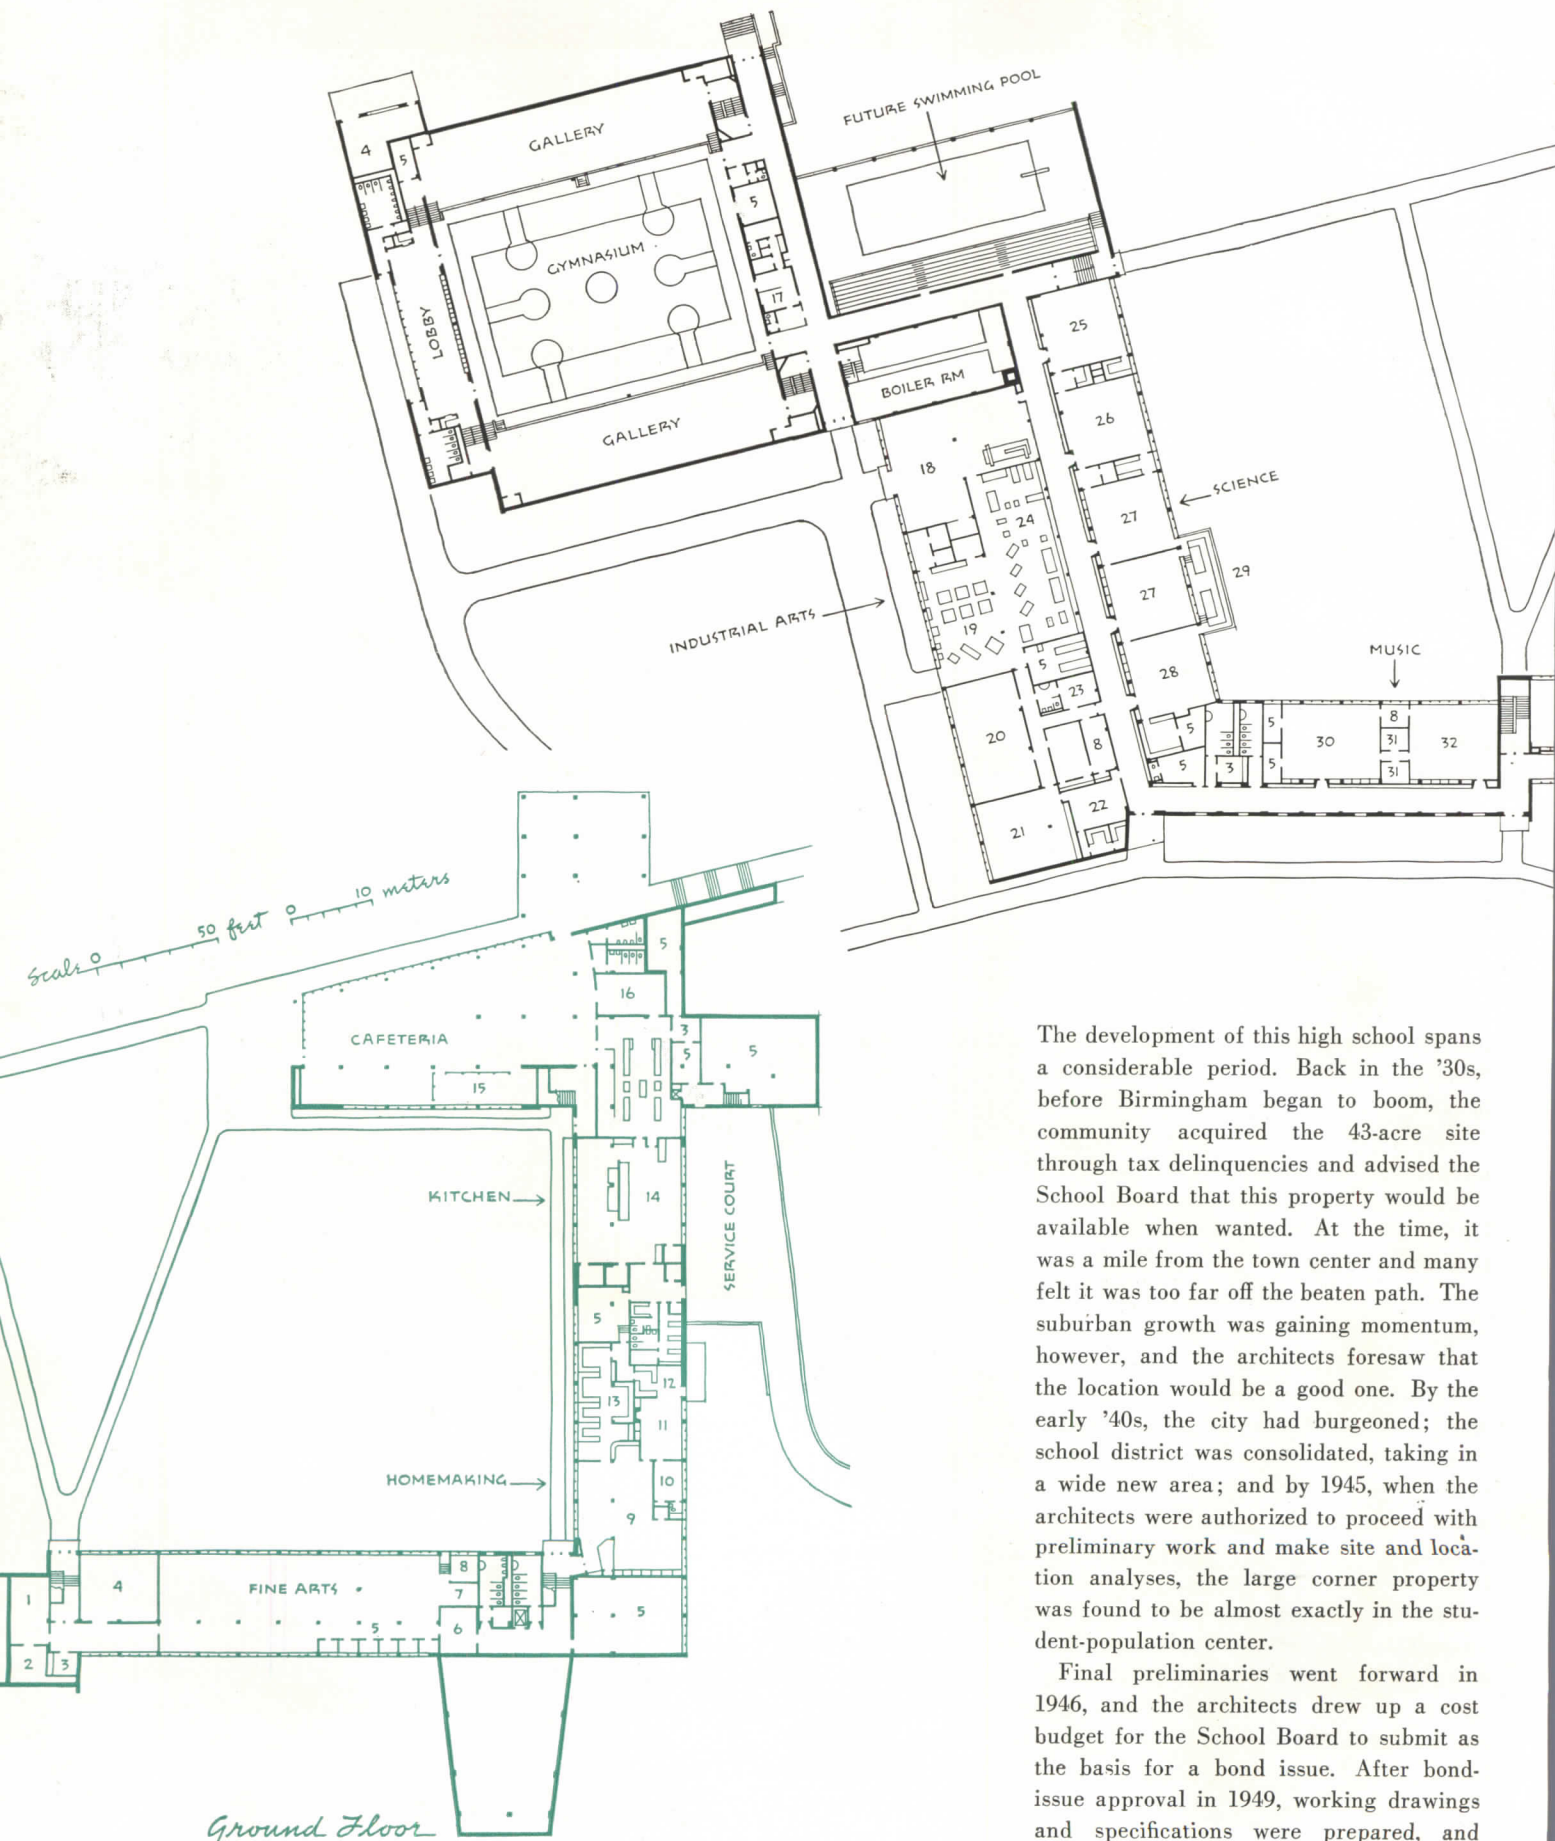 FUTURE SWIMMING POOL
GALLERY
4
5
5
GYMNASIUM
17
LOBBY
25
BOILER RM
26
GALLERY
18
SCIENCE
27
24
29
27
INDUSTRIAL ARTS
19
MUSIC
5
28
23
8
5
5
20
30
31
32
8
5
5
3
31
22
21
Scale 0
50 feet
0
10 meters
5
16
3
CAFETERIA
5
5
15
KITCHEN
14
SERVICE COURT
5
18
12
13
11
HOMEMAKING
10
9
8
4
FINE ARTS
7
1
5
5
6
2
3
Ground Floor
The development of this high school spans
a considerable period. Back in the '30s,
before Birmingham began to boom, the
community acquired the 43-acre site
through tax delinquencies and advised the
School Board that this property would be
available when wanted. At the time, it
was a mile from the town center and many
felt it was too far off the beaten path. The
suburban growth was gaining momentum,
however, and the architects foresaw that
the location would be a good one. By the
early '40s, the city had burgeoned; the
school district was consolidated, taking in
a wide new area; and by 1945, when the
architects were authorized to proceed with
preliminary work and make site and loca-
tion analyses, the large corner property
was found to be almost exactly in the stu-
dent-population center.
Final preliminaries went forward in
1946, and the architects drew up a cost
budget for the School Board to submit as
the basis for a bond issue. After bond-
issue approval in 1949, working drawings
and specifications were prepared, and